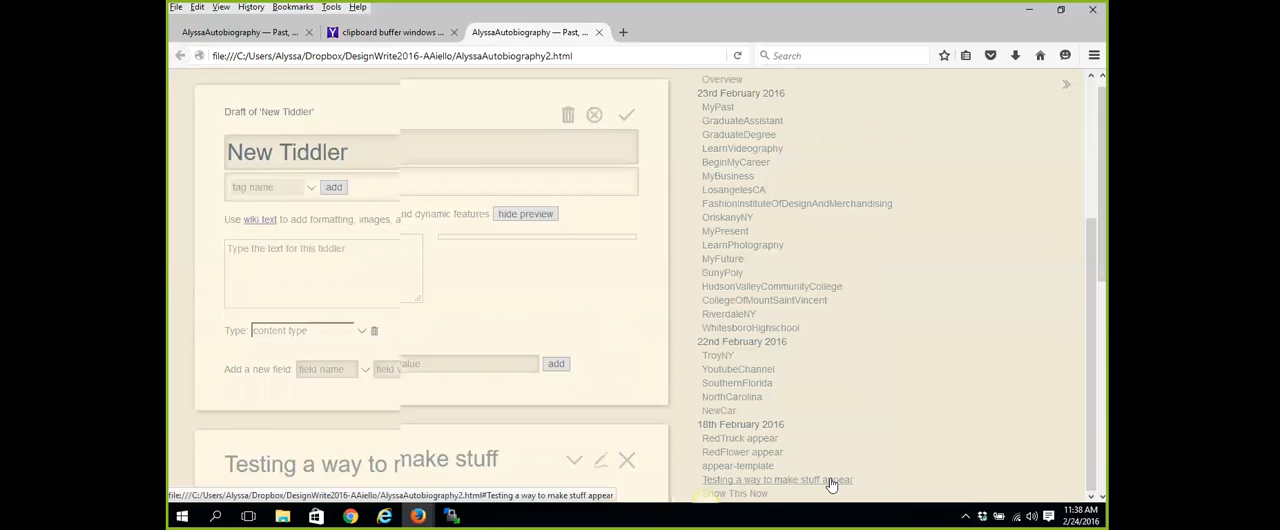 File Edit View History Bookmarks Tools Help
AlyssaAutobiography — Past, ... × clipboard buffer windows ... × AlyssaAutobiography — Past, ... × +
file:///C:/Users/Alyssa/Dropbox/DesignWrite2016-AAiello/AlyssaAutobiography2.html Search
Draft of 'New Tiddler'
New Tiddler
tag name add
Use wiki text to add formatting, images, a nd dynamic features hide preview
Type the text for this tiddler
Type: content type
Add a new field: field name field v alue add
Testing a way to r make stuff
Overview
23rd February 2016
MyPast
GraduateAssistant
GraduateDegree
LearnVideography
BeginMyCareer
MyBusiness
LosangelesCA
FashionInstituteOfDesignAndMerchandising
OriskanyNY
MyPresent
LearnPhotography
MyFuture
SunyPoly
HudsonValleyCommunityCollege
CollegeOfMountSaintVincent
RiverdaleNY
WhitesboroHighschool
22nd February 2016
TroyNY
YoutubeChannel
SouthernFlorida
NorthCarolina
NewCar
18th February 2016
RedTruck appear
RedFlower appear
appear-template
Testing a way to make stuff appear
Show This Now
file:///C:/Users/Alyssa/Dropbox/DesignWrite2016-AAiello/AlyssaAutobiography2.html#Testing a way to make stuff appear
11:38 AM
2/24/2016